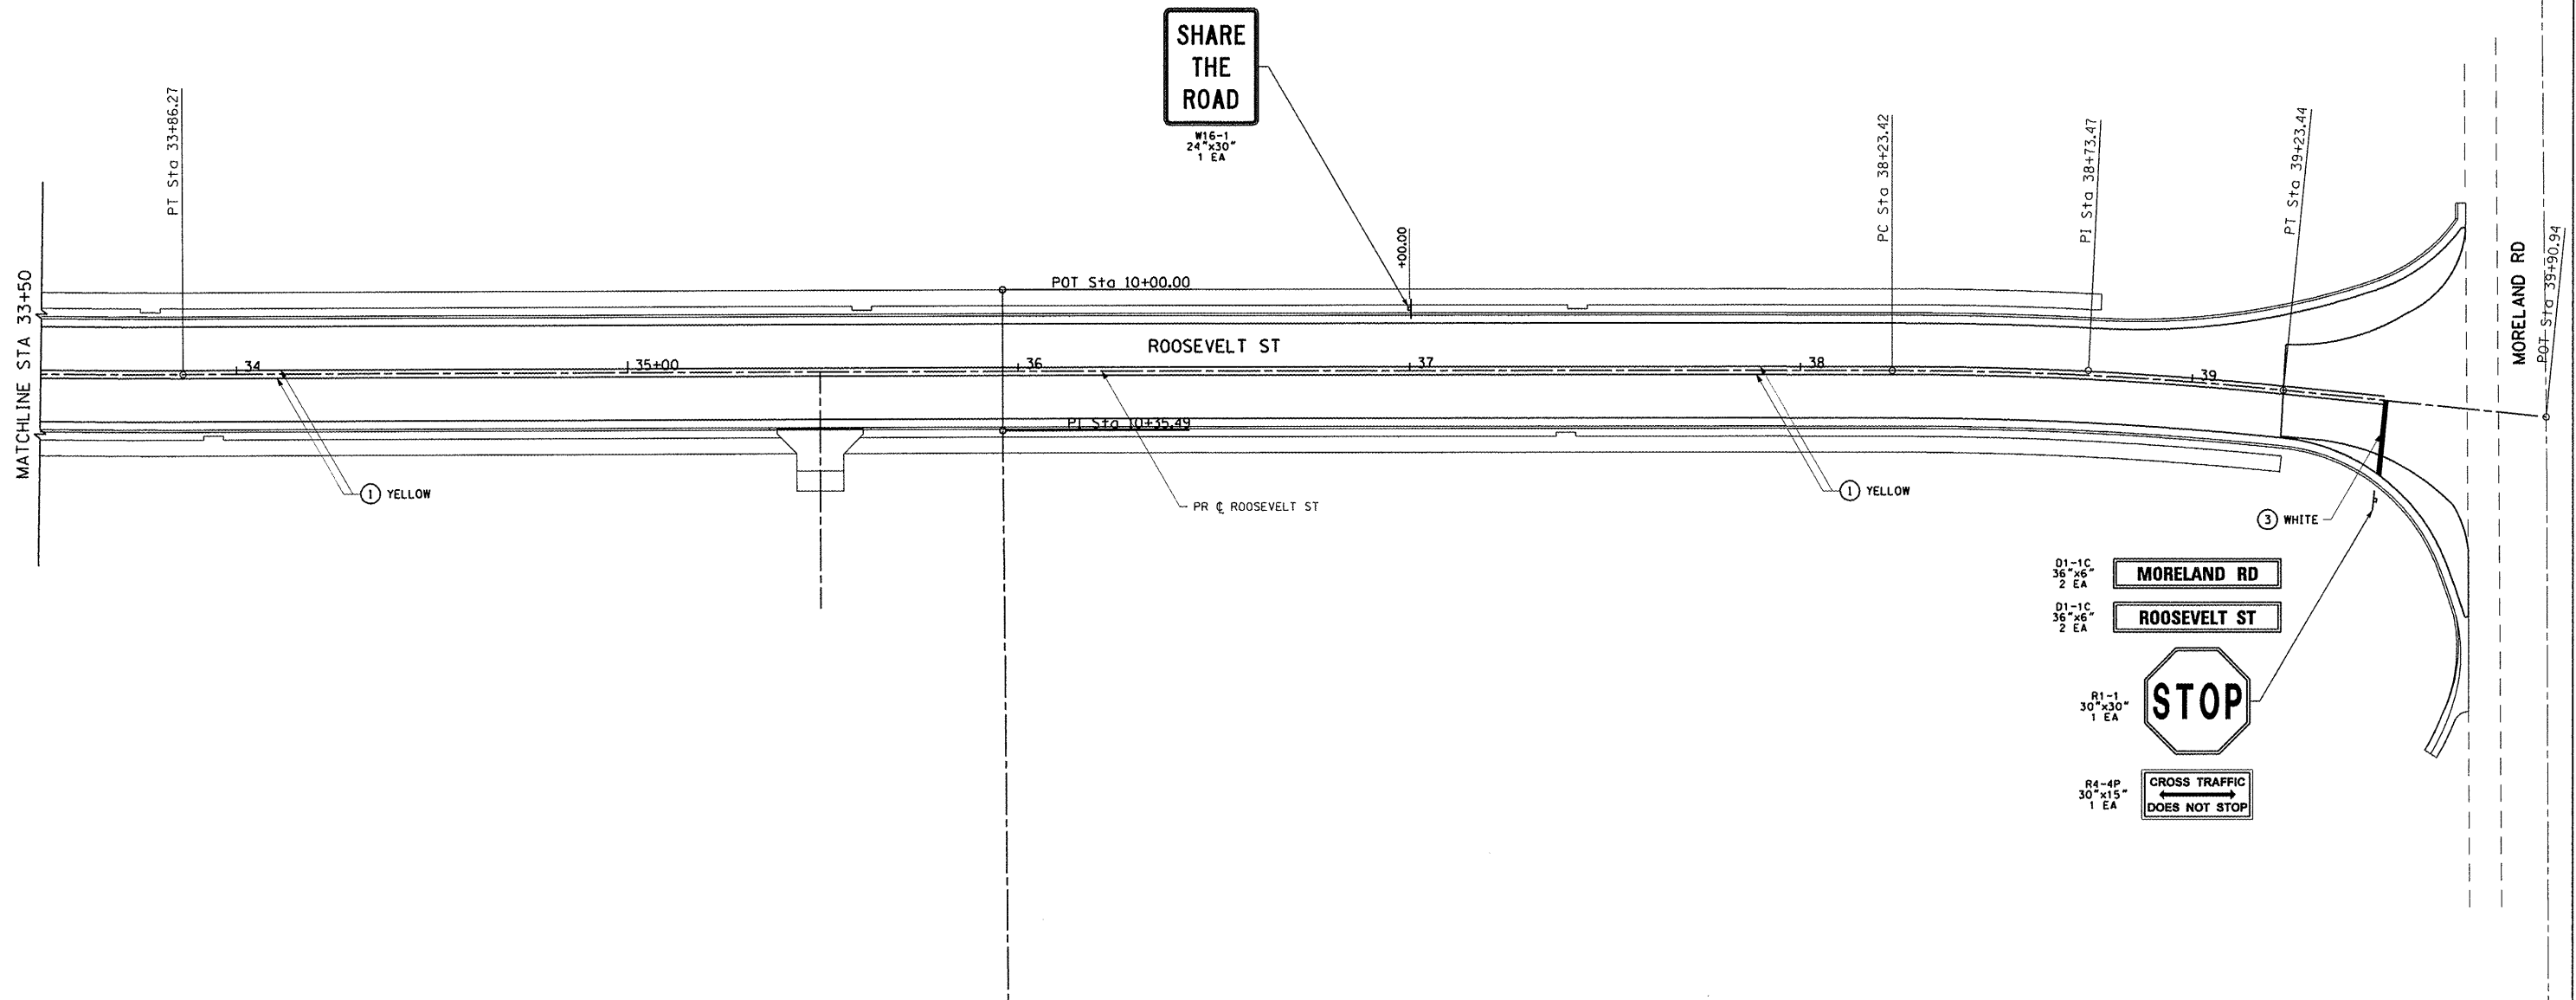 SHARE
THE
ROAD
W16-1
24"x30"
1 EA
PT Sta 33+86.27
PC Sta 38+23.42
PI Sta 38+73.47
PT Sta 39+23.44
+00.00
MATCHLINE STA 33+50
POT Sta 10+00.00
MORELAND RD
POT Sta 39+90.94
ROOSEVELT ST
34
35+00
36
37
38
39
PI Sta 10+35.49
1 YELLOW
PR ℄ ROOSEVELT ST
1 YELLOW
3 WHITE
D1-1C
36"x6"
2 EA
MORELAND RD
D1-1C
36"x6"
2 EA
ROOSEVELT ST
R1-1
30"x30"
1 EA
STOP
R4-4P
30"x15"
1 EA
CROSS TRAFFIC
DOES NOT STOP